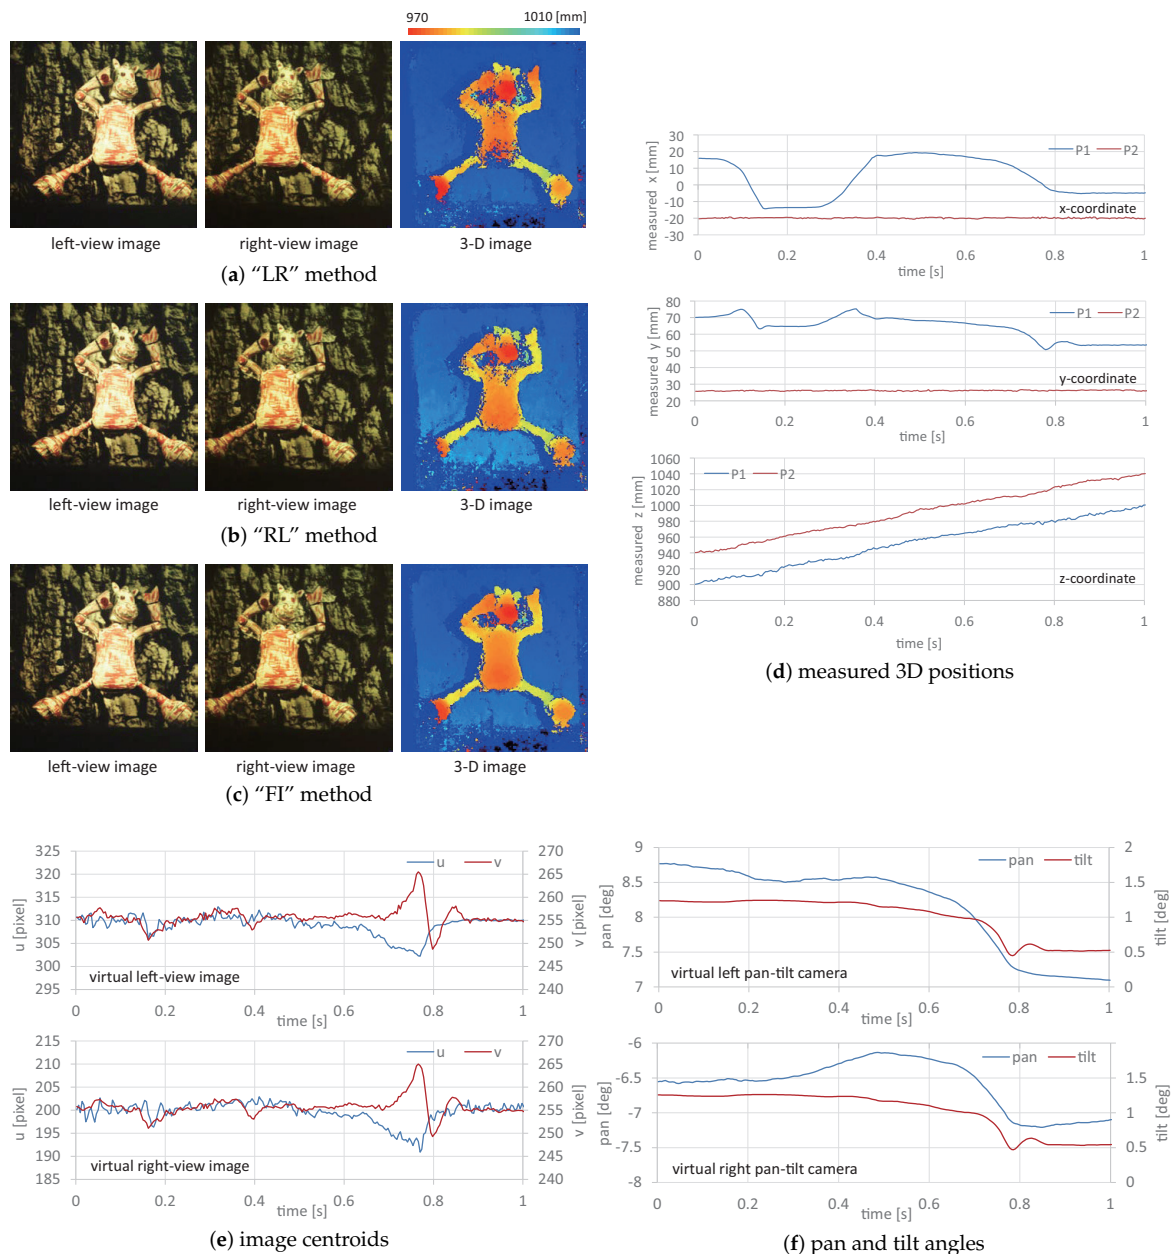 970 1010 [mm]
left-view image right-view image 3-D image
(a) “LR” method
left-view image right-view image 3-D image
(b) “RL” method
left-view image right-view image 3-D image
(c) “FI” method
measured x [mm]
30
20
10
0
-10
-20
-30
P1 P2
x-coordinate
0 0.2 0.4 0.6 0.8 1
time [s]
measured y [mm]
80
70
60
50
40
30
20
P1 P2
y-coordinate
0 0.2 0.4 0.6 0.8 1
time [s]
measured z [mm]
1060
1040
1020
1000
980
960
940
920
900
880
P1 P2
z-coordinate
0 0.2 0.4 0.6 0.8 1
time [s]
(d) measured 3D positions
u [pixel]
325
320
315
310
305
300
295
u v
270
265
260
255
250
245
240
v [pixel]
virtual left-view image
0 0.2 0.4 0.6 0.8 1
time [s]
u [pixel]
215
210
205
200
195
190
185
u v
270
265
260
255
250
245
240
v [pixel]
virtual right-view image
0 0.2 0.4 0.6 0.8 1
time [s]
(e) image centroids
pan [deg]
9
8.5
8
7.5
7
pan tilt
2
1.5
1
0.5
0
tilt [deg]
virtual left pan-tilt camera
0 0.2 0.4 0.6 0.8 1
time [s]
pan [deg]
-6
-6.5
-7
-7.5
-8
pan tilt
1.5
1
0.5
0
tilt [deg]
virtual right pan-tilt camera
0 0.2 0.4 0.6 0.8 1
time [s]
(f) pan and tilt angles